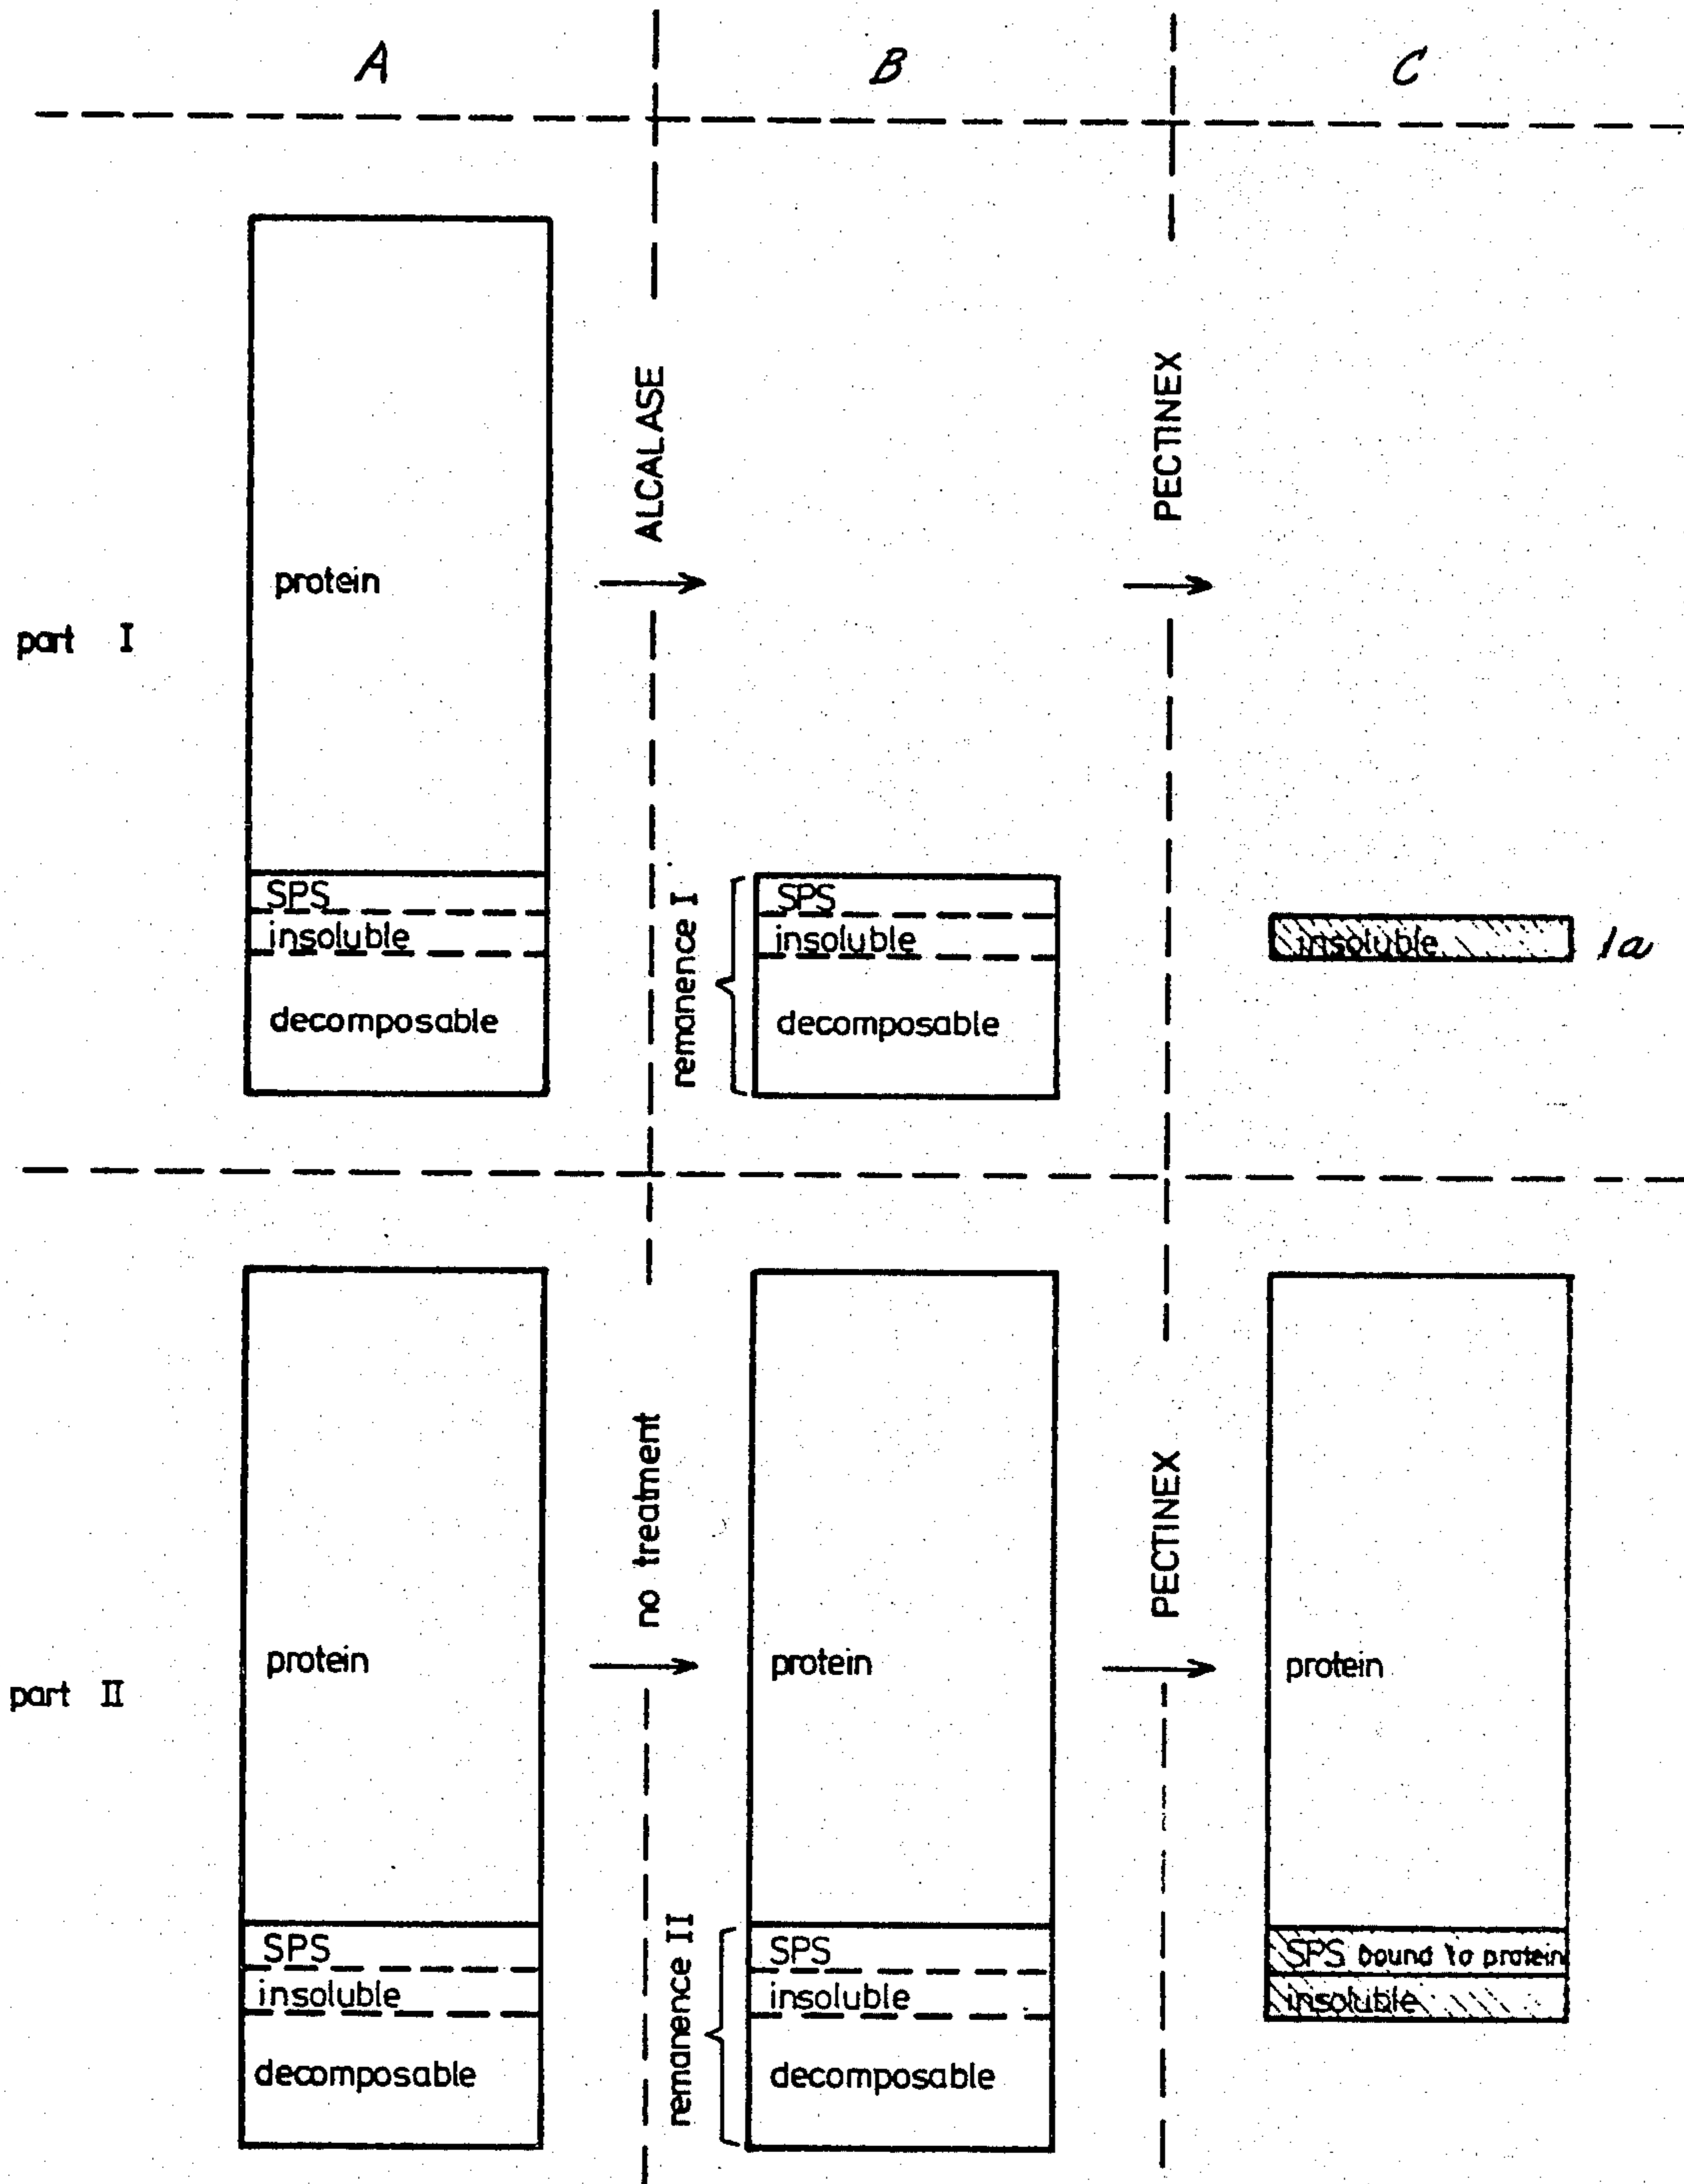 A B C
ALCALASE
PECTINEX
protein
part I
SPS
insoluble
decomposable
remanence I
SPS
insoluble
decomposable
insoluble
1a
no treatment
PECTINEX
protein
protein
protein
part II
SPS
insoluble
decomposable
remanence II
SPS
insoluble
decomposable
SPS bound to protein
insoluble